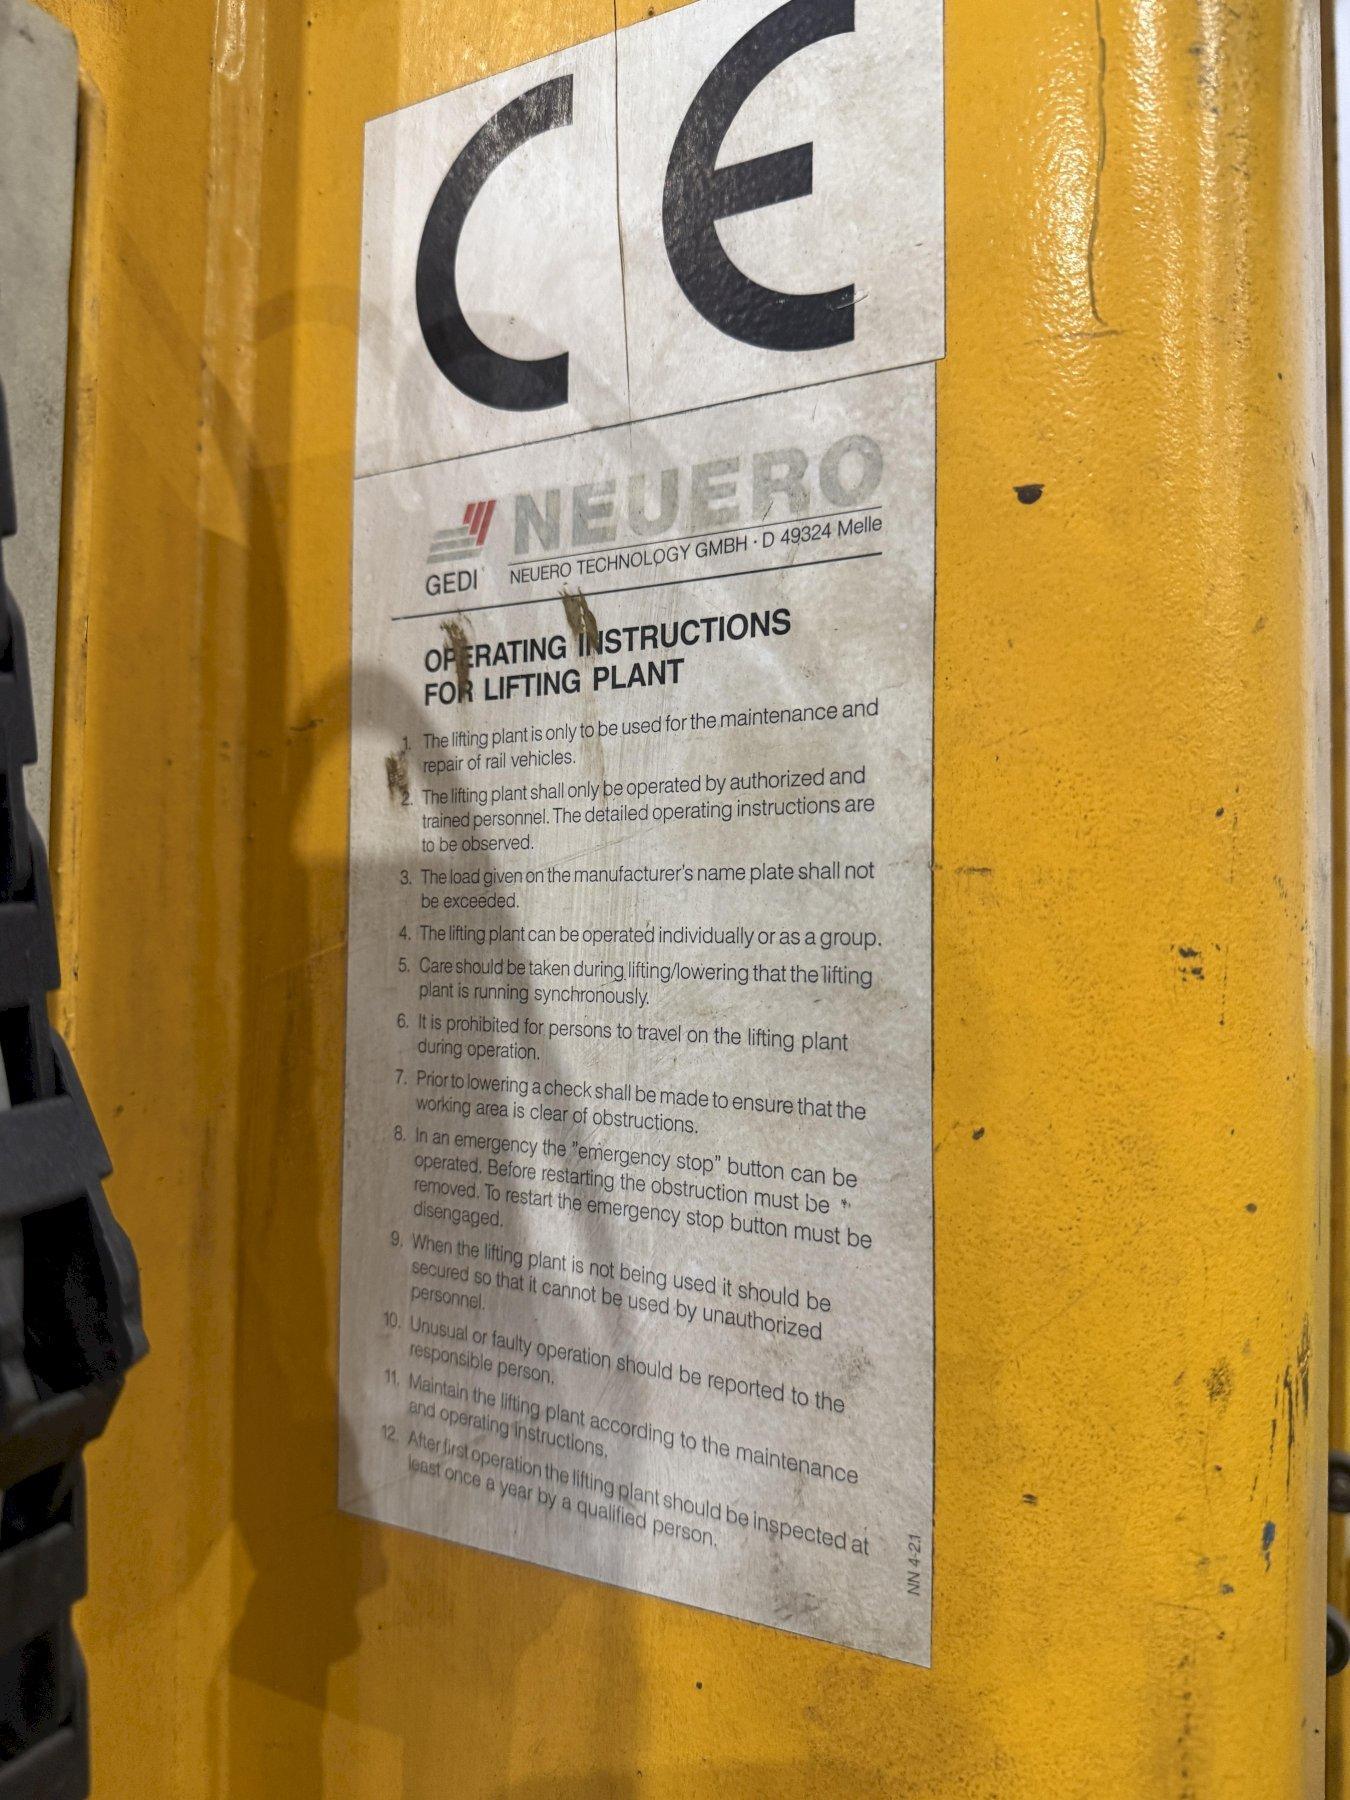 CE
NEUERO
GEDI
NEUERO TECHNOLOGY GMBH · D 49324 Melle
OPERATING INSTRUCTIONS
FOR LIFTING PLANT
1. The lifting plant is only to be used for the maintenance and
repair of rail vehicles.
2. The lifting plant shall only be operated by authorized and
trained personnel. The detailed operating instructions are
to be observed.
3. The load given on the manufacturer's name plate shall not
be exceeded.
4. The lifting plant can be operated individually or as a group.
5. Care should be taken during lifting/lowering that the lifting
plant is running synchronously.
6. It is prohibited for persons to travel on the lifting plant
during operation.
7. Prior to lowering a check shall be made to ensure that the
working area is clear of obstructions.
8. In an emergency the "emergency stop" button can be
operated. Before restarting the obstruction must be
removed. To restart the emergency stop button must be
disengaged.
9. When the lifting plant is not being used it should be
secured so that it cannot be used by unauthorized
personnel.
10. Unusual or faulty operation should be reported to the
responsible person.
11. Maintain the lifting plant according to the maintenance
and operating instructions.
12. After first operation the lifting plant should be inspected at
least once a year by a qualified person.
NN 4-2.1